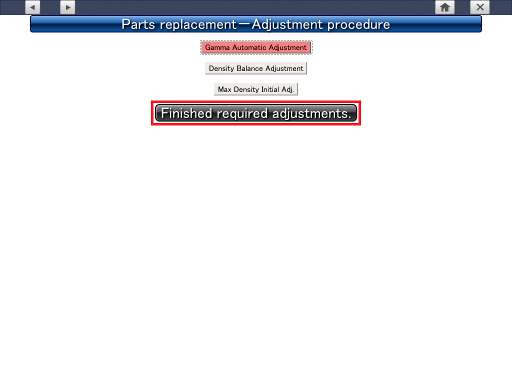 Parts replacement－Adjustment procedure
Gamma Automatic Adjustment
Density Balance Adjustment
Max Density Initial Adj.
Finished required adjustments.